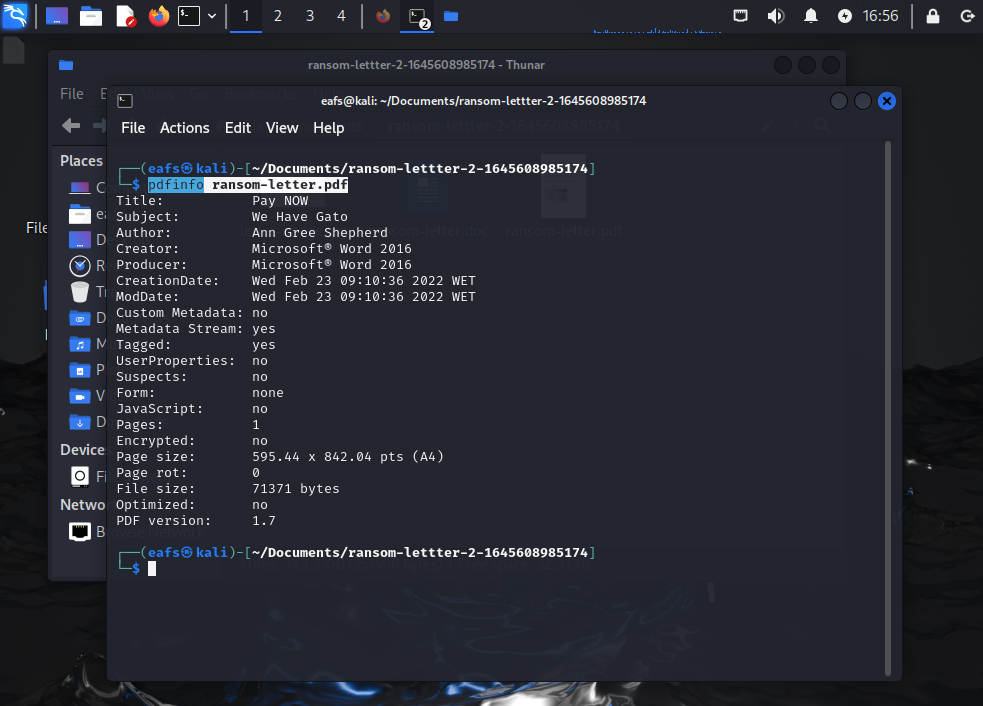 1 2 3 4 2 16:56
ransom-lettter-2-1645608985174 - Thunar
File
eafs@kali: ~/Documents/ransom-lettter-2-1645608985174
File Actions Edit View Help
Places
File
Network
┌──(eafs㉿kali)-[~/Documents/ransom-lettter-2-1645608985174]
└─$ pdfinfo ransom-letter.pdf
Title: Pay NOW
Subject: We Have Gato
Author: Ann Gree Shepherd
Creator: Microsoft® Word 2016
Producer: Microsoft® Word 2016
CreationDate: Wed Feb 23 09:10:36 2022 WET
ModDate: Wed Feb 23 09:10:36 2022 WET
Custom Metadata: no
Metadata Stream: yes
Tagged: yes
UserProperties: no
Suspects: no
Form: none
JavaScript: no
Pages: 1
Encrypted: no
Page size: 595.44 x 842.04 pts (A4)
Page rot: 0
File size: 71371 bytes
Optimized: no
PDF version: 1.7
┌──(eafs㉿kali)-[~/Documents/ransom-lettter-2-1645608985174]
└─$